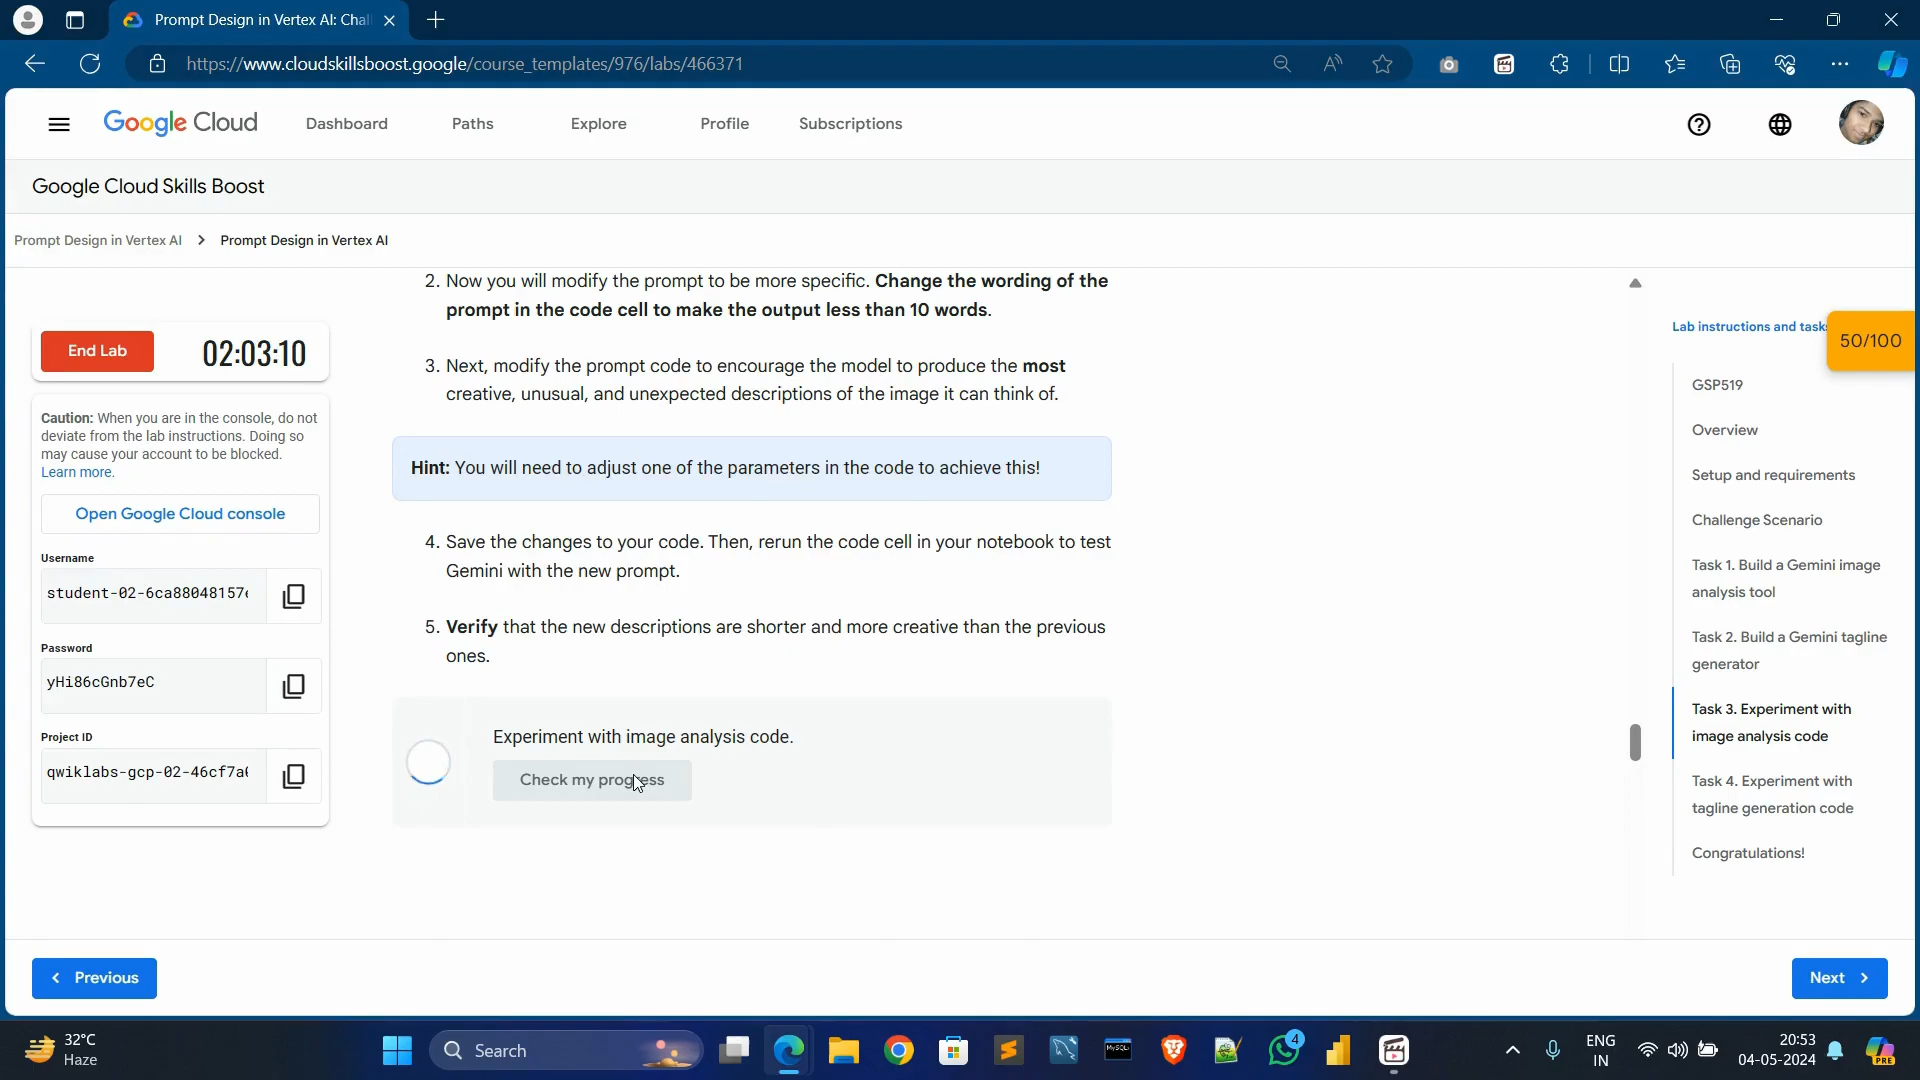 Prompt Design in Vertex AI: Chal
https://www.cloudskillsboost.google/course_templates/976/labs/466371
Google Cloud
Dashboard
Paths
Explore
Profile
Subscriptions
Google Cloud Skills Boost
Prompt Design in Vertex AI > Prompt Design in Vertex AI
End Lab
02:03:10
Caution: When you are in the console, do not
deviate from the lab instructions. Doing so
may cause your account to be blocked.
Learn more.
Open Google Cloud console
Username
student-02-6ca88048157
Password
yHi86cGnb7eC
Project ID
qwiklabs-gcp-02-46cf7a
2. Now you will modify the prompt to be more specific. Change the wording of the
prompt in the code cell to make the output less than 10 words.
3. Next, modify the prompt code to encourage the model to produce the most
creative, unusual, and unexpected descriptions of the image it can think of.
Hint: You will need to adjust one of the parameters in the code to achieve this!
4. Save the changes to your code. Then, rerun the code cell in your notebook to test
Gemini with the new prompt.
5. Verify that the new descriptions are shorter and more creative than the previous
ones.
Experiment with image analysis code.
Check my progress
Lab instructions and tasks
50/100
GSP519
Overview
Setup and requirements
Challenge Scenario
Task 1. Build a Gemini image
analysis tool
Task 2. Build a Gemini tagline
generator
Task 3. Experiment with
image analysis code
Task 4. Experiment with
tagline generation code
Congratulations!
Previous
Next
32°C
Haze
Search
MySQL
4
ENG
IN
20:53
04-05-2024
PRE